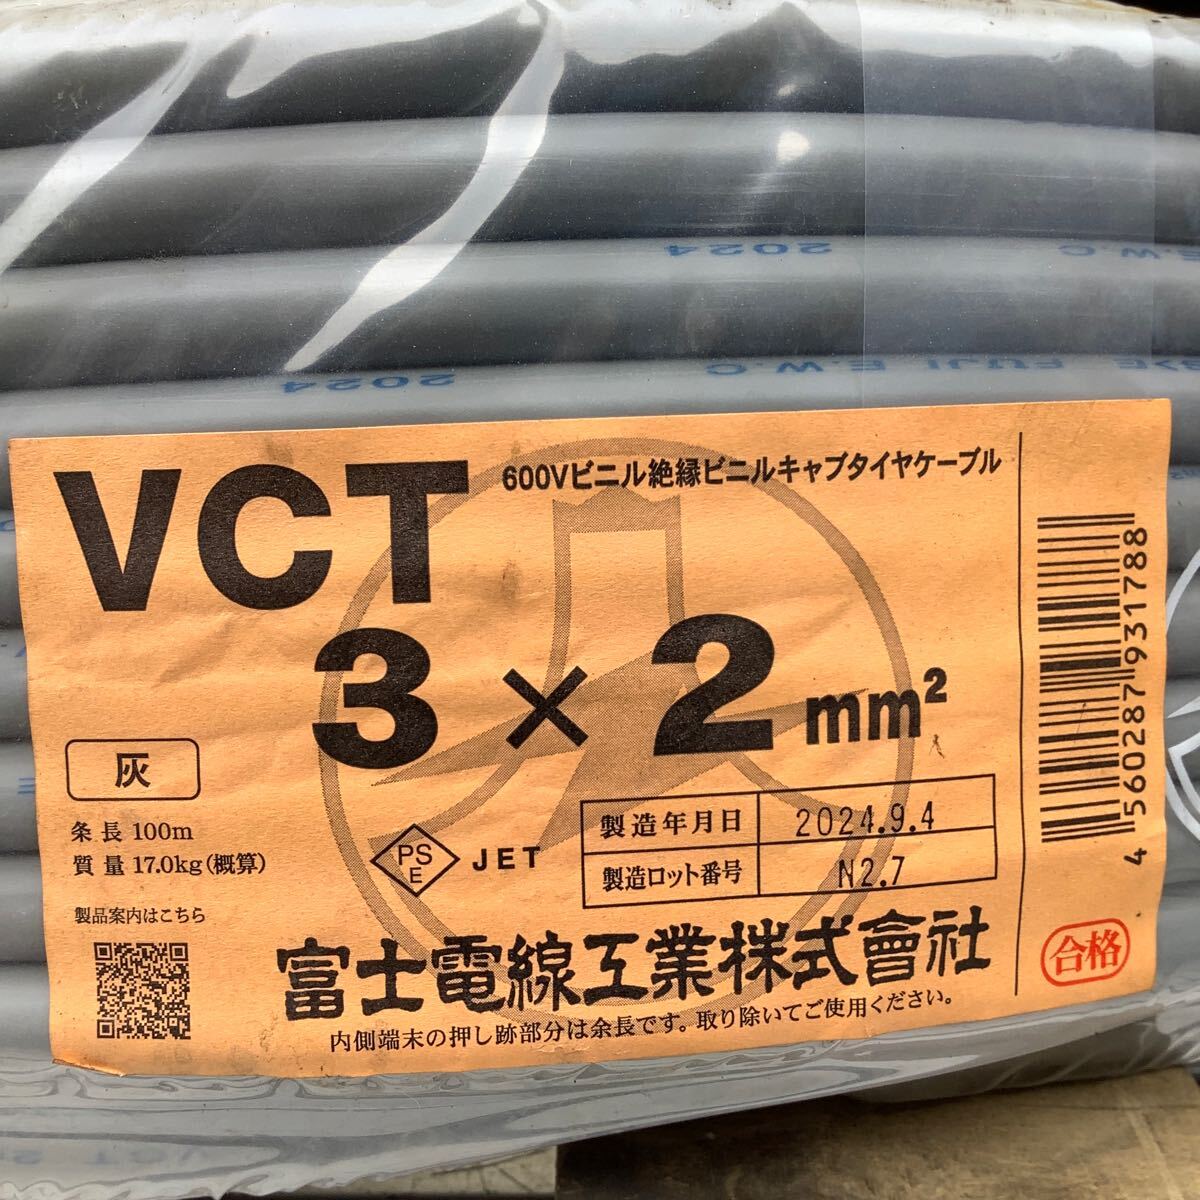 2024 E.W.C
2024 FUJI E.W.C
VCT
600Vビニル絶縁ビニルキャブタイヤケーブル
3×2mm²
灰
条長 100m
質量 17.0kg(概算)
製品案内はこちら
PS
E
JET
製造年月日 2024.9.4
製造ロット番号 N2.7
富士電線工業株式會社
内側端末の押し跡部分は余長です。取り除いてご使用ください。
4560287931788
合格
VCT